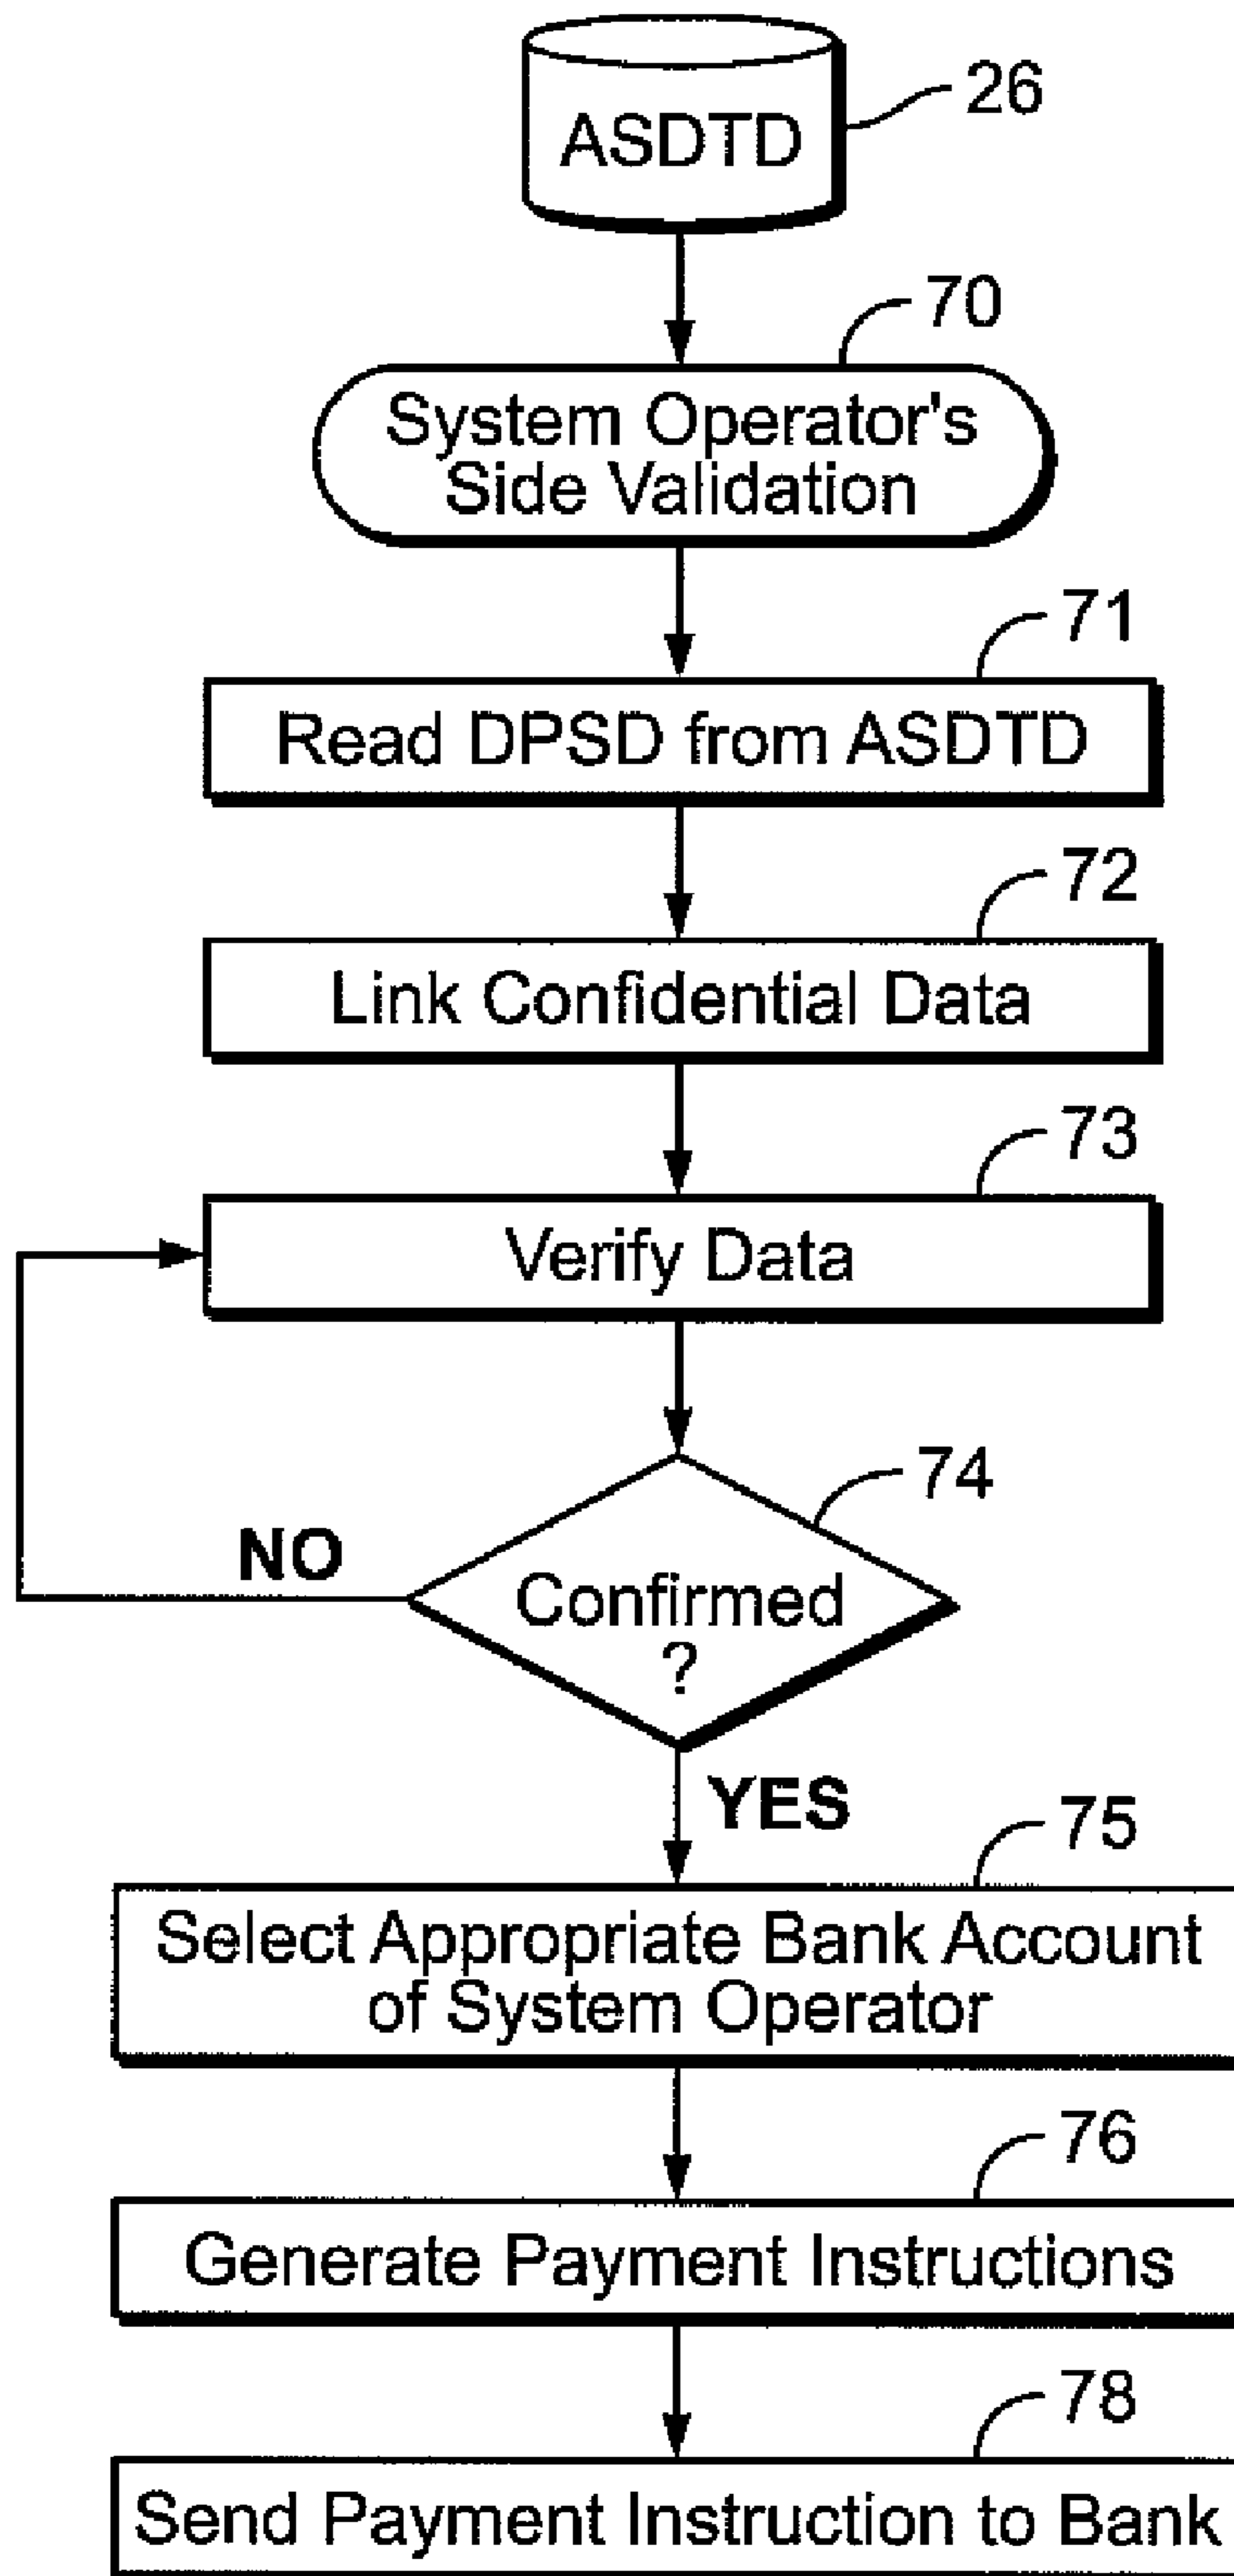 ASDTD
26
70
System Operator's
Side Validation
71
Read DPSD from ASDTD
72
Link Confidential Data
73
Verify Data
74
NO
Confirmed
?
YES
75
Select Appropriate Bank Account
of System Operator
76
Generate Payment Instructions
78
Send Payment Instruction to Bank